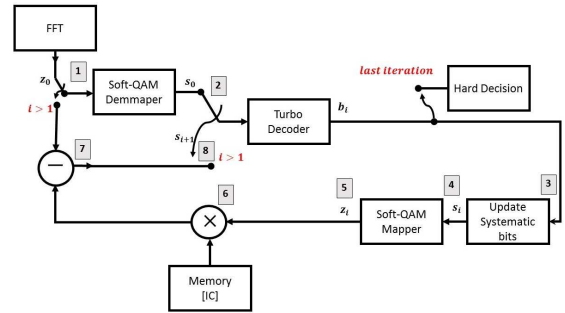 FFT
z₀
1
Soft-QAM
Demmaper
s₀
2
last iteration
Hard Decision
i > 1
Turbo
Decoder
bᵢ
sᵢ₊₁
7
8
i > 1
6
5
4
3
zᵢ
Soft-QAM
Mapper
sᵢ
Update
Systematic
bits
−
×
Memory
[IC]